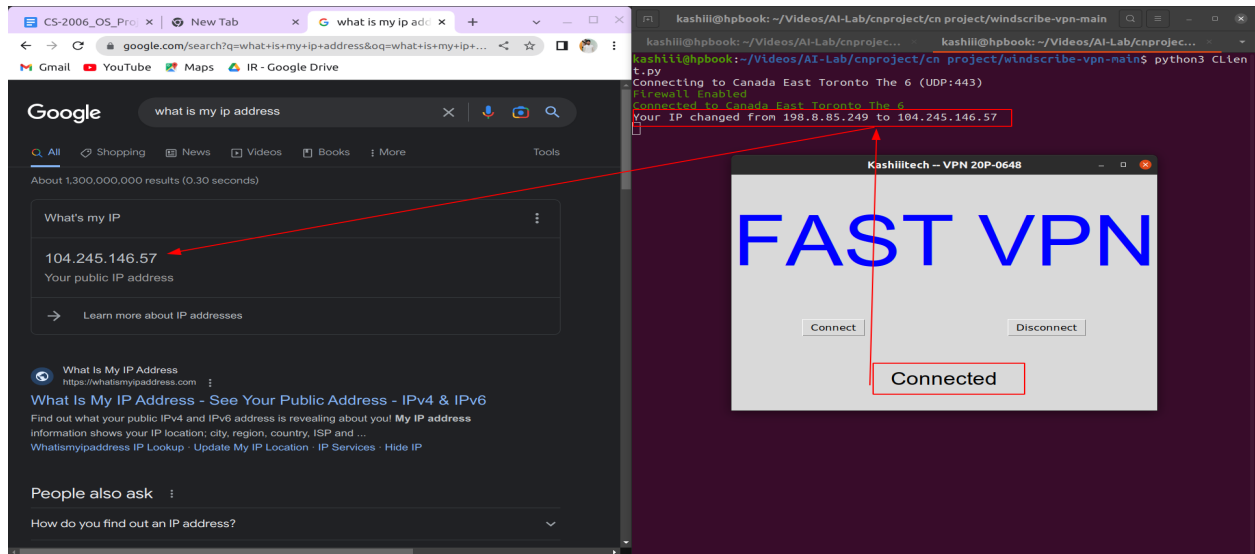 CS-2006_OS_Pro
New Tab
what is my ip add
google.com/search?q=what+is+my+ip+address&oq=what+is+my+ip+...
Gmail
YouTube
Maps
IR - Google Drive
Google
what is my ip address
All
Shopping
News
Videos
Books
More
Tools
About 1,300,000,000 results (0.30 seconds)
What's my IP
104.245.146.57
Your public IP address
Learn more about IP addresses
What Is My IP Address
https://whatismyipaddress.com
What Is My IP Address - See Your Public Address - IPv4 & IPv6
Find out what your public IPv4 and IPv6 address is revealing about you! My IP address
information shows your IP location; city, region, country, ISP and ...
Whatismyipaddress IP Lookup · Update My IP Location · IP Services · Hide IP
People also ask
How do you find out an IP address?
kashiii@hpbook: ~/Videos/AI-Lab/cnproject/cn project/windscribe-vpn-main
kashiii@hpbook: ~/Videos/AI-Lab/cnprojec...
kashiii@hpbook: ~/Videos/AI-Lab/cnprojec...
kashiii@hpbook:~/Videos/AI-Lab/cnproject/cn project/windscribe-vpn-main$ python3 CLien
t.py
Connecting to Canada East Toronto The 6 (UDP:443)
Firewall Enabled
Connected to Canada East Toronto The 6
Your IP changed from 198.8.85.249 to 104.245.146.57
Kashiiitech -- VPN 20P-0648
FAST VPN
Connect
Disconnect
Connected